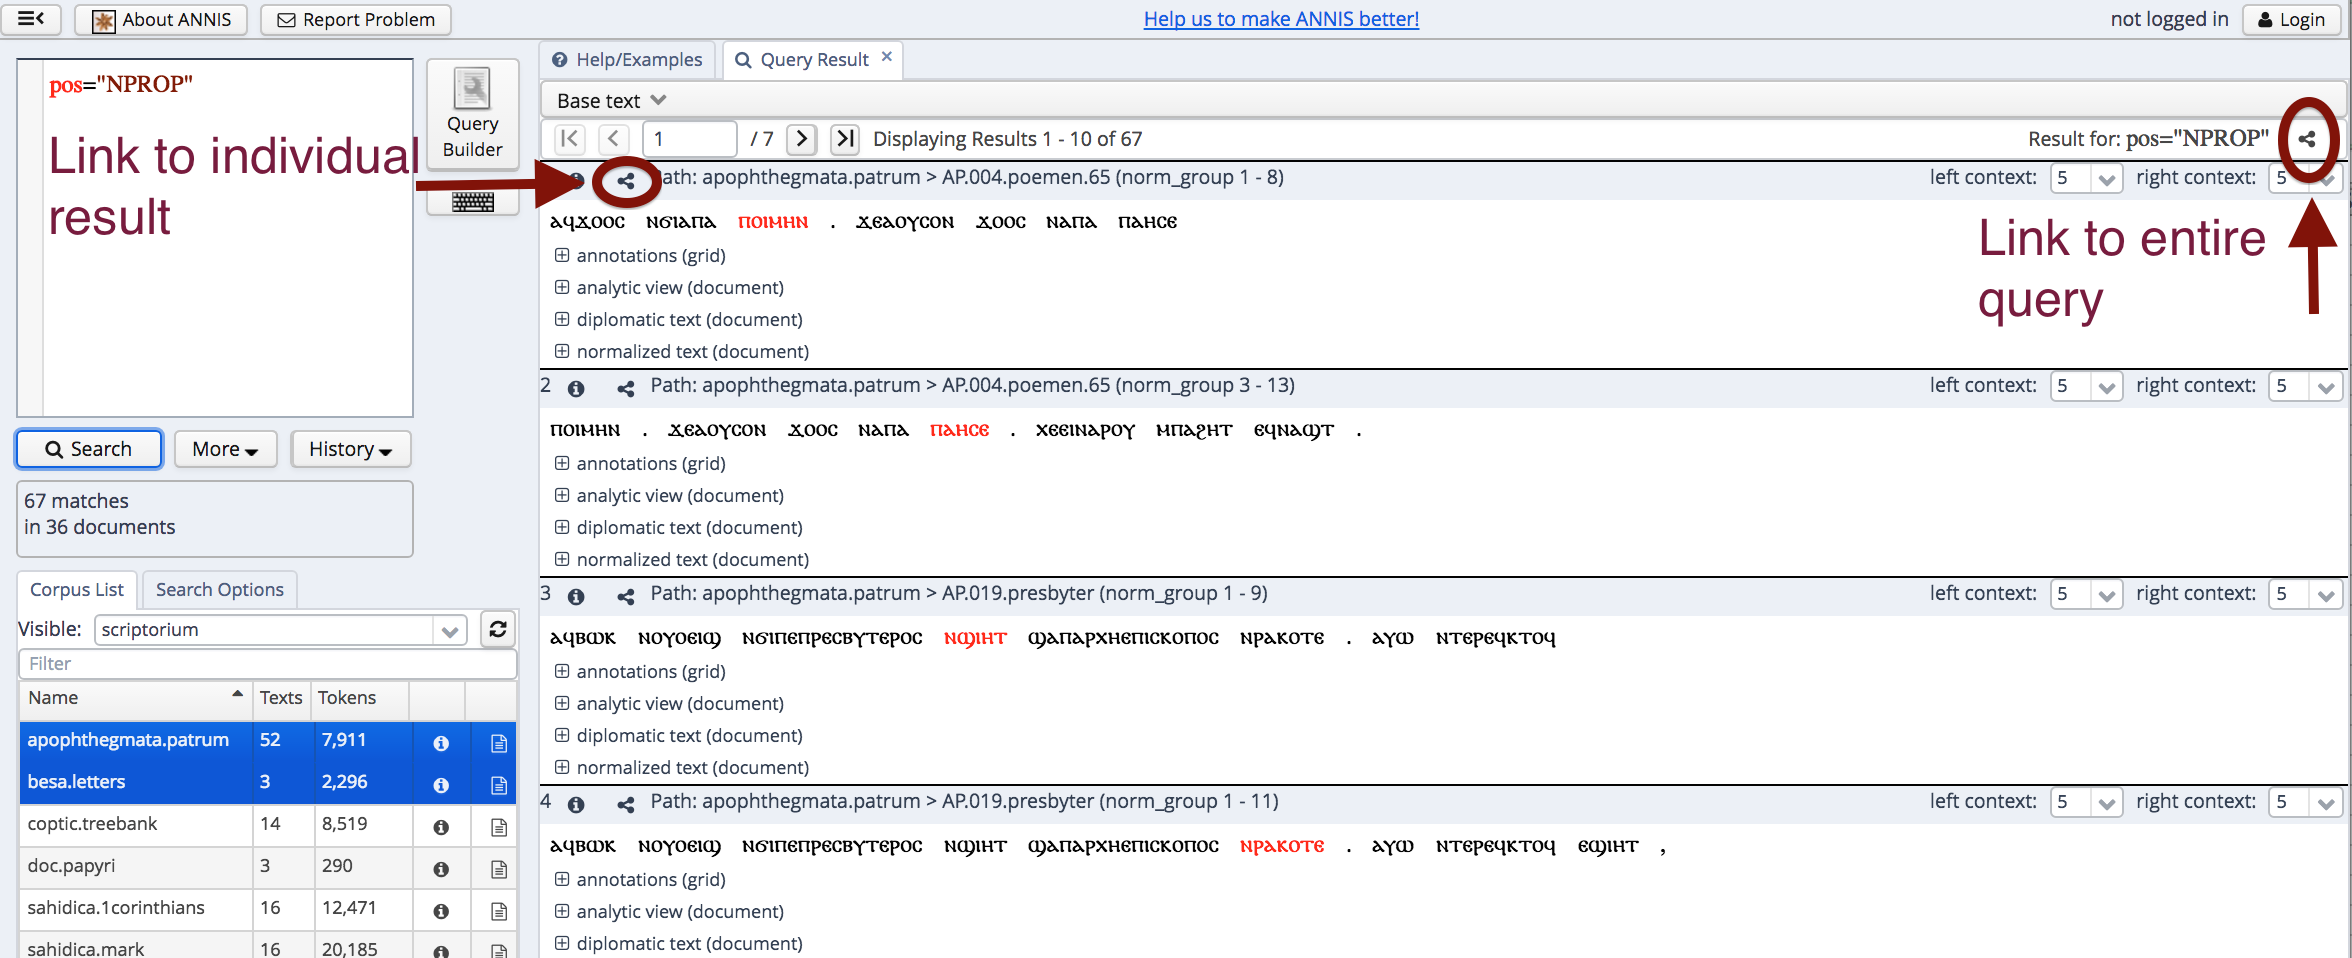 About ANNIS
Report Problem
Help us to make ANNIS better!
not logged in
Login
pos="NPROP"
Link to individual
result
Query
Builder
Help/Examples
Query Result
Base text
1 / 7 Displaying Results 1 - 10 of 67
Result for: pos="NPROP"
Path: apophthegmata.patrum > AP.004.poemen.65 (norm_group 1 - 8)
left context: 5 right context: 5
ⲁϥϫⲟⲟⲥ ⲛϭⲓⲁⲡⲁ ⲡⲟⲓⲙⲏⲛ . ϫⲉⲁⲟⲩⲥⲟⲛ ϫⲟⲟⲥ ⲛⲁⲡⲁ ⲡⲁⲏⲥⲉ
annotations (grid)
analytic view (document)
diplomatic text (document)
normalized text (document)
Link to entire
query
2 Path: apophthegmata.patrum > AP.004.poemen.65 (norm_group 3 - 13)
left context: 5 right context: 5
ⲡⲟⲓⲙⲏⲛ . ϫⲉⲁⲟⲩⲥⲟⲛ ϫⲟⲟⲥ ⲛⲁⲡⲁ ⲡⲁⲏⲥⲉ . ⲭⲉⲉⲓⲛⲁⲣⲟⲩ ⲙⲡⲁϩⲏⲧ ⲉϥⲛⲁϣⲧ .
annotations (grid)
analytic view (document)
diplomatic text (document)
normalized text (document)
3 Path: apophthegmata.patrum > AP.019.presbyter (norm_group 1 - 9)
left context: 5 right context: 5
ⲁϥⲃⲱⲕ ⲛⲟⲩⲟⲉⲓϣ ⲛϭⲓⲡⲉⲡⲣⲉⲥⲃⲩⲧⲉⲣⲟⲥ ⲛϣⲓⲏⲧ ϣⲁⲡⲁⲣⲭⲏⲉⲡⲓⲥⲕⲟⲡⲟⲥ ⲛⲣⲁⲕⲟⲧⲉ . ⲁⲩⲱ ⲛⲧⲉⲣⲉϥⲕⲧⲟϥ
annotations (grid)
analytic view (document)
diplomatic text (document)
normalized text (document)
4 Path: apophthegmata.patrum > AP.019.presbyter (norm_group 1 - 11)
left context: 5 right context: 5
ⲁϥⲃⲱⲕ ⲛⲟⲩⲟⲉⲓϣ ⲛϭⲓⲡⲉⲡⲣⲉⲥⲃⲩⲧⲉⲣⲟⲥ ⲛϣⲓⲏⲧ ϣⲁⲡⲁⲣⲭⲏⲉⲡⲓⲥⲕⲟⲡⲟⲥ ⲛⲣⲁⲕⲟⲧⲉ . ⲁⲩⲱ ⲛⲧⲉⲣⲉϥⲕⲧⲟϥ ⲉϣⲓⲏⲧ ,
annotations (grid)
analytic view (document)
diplomatic text (document)
Search
More
History
67 matches
in 36 documents
Corpus List
Search Options
Visible: scriptorium
Filter
Name Texts Tokens
apophthegmata.patrum 52 7,911
besa.letters 3 2,296
coptic.treebank 14 8,519
doc.papyri 3 290
sahidica.1corinthians 16 12,471
sahidica.mark 16 20,185